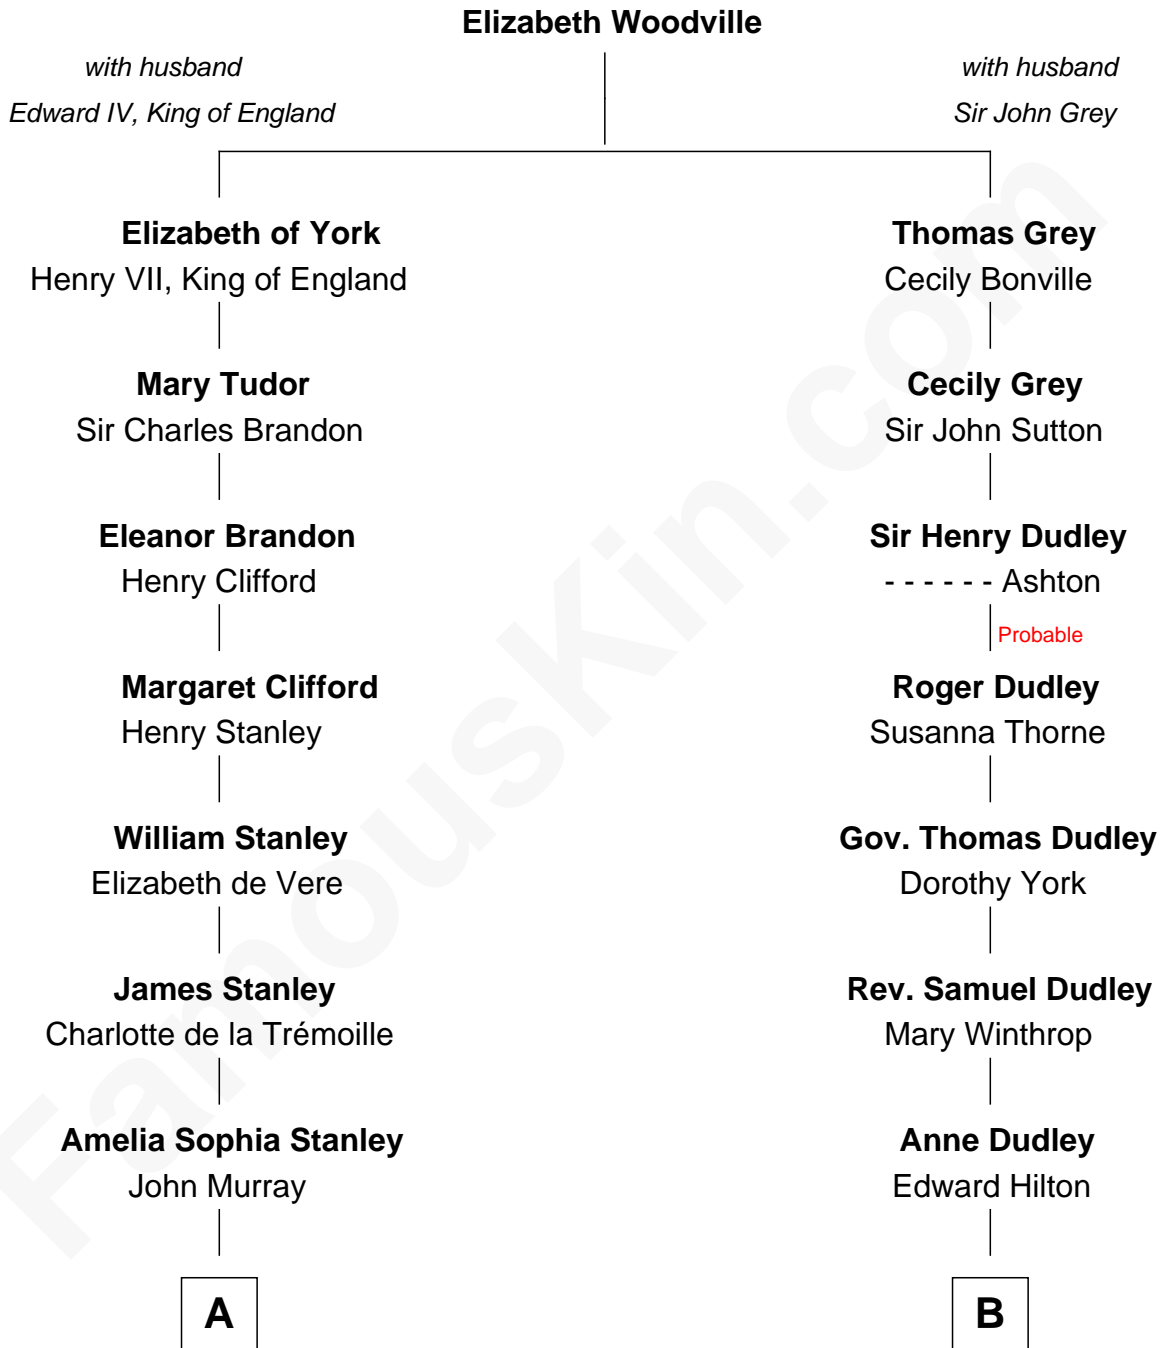 Elizabeth Woodville
with husband
Edward IV, King of England
with husband
Sir John Grey
Elizabeth of York
Henry VII, King of England
Thomas Grey
Cecily Bonville
Mary Tudor
Sir Charles Brandon
Cecily Grey
Sir John Sutton
Eleanor Brandon
Henry Clifford
Sir Henry Dudley
- - - - - - Ashton
Probable
Margaret Clifford
Henry Stanley
Roger Dudley
Susanna Thorne
William Stanley
Elizabeth de Vere
Gov. Thomas Dudley
Dorothy York
James Stanley
Charlotte de la Trémoille
Rev. Samuel Dudley
Mary Winthrop
Amelia Sophia Stanley
John Murray
Anne Dudley
Edward Hilton
A
B
FamousKin.com